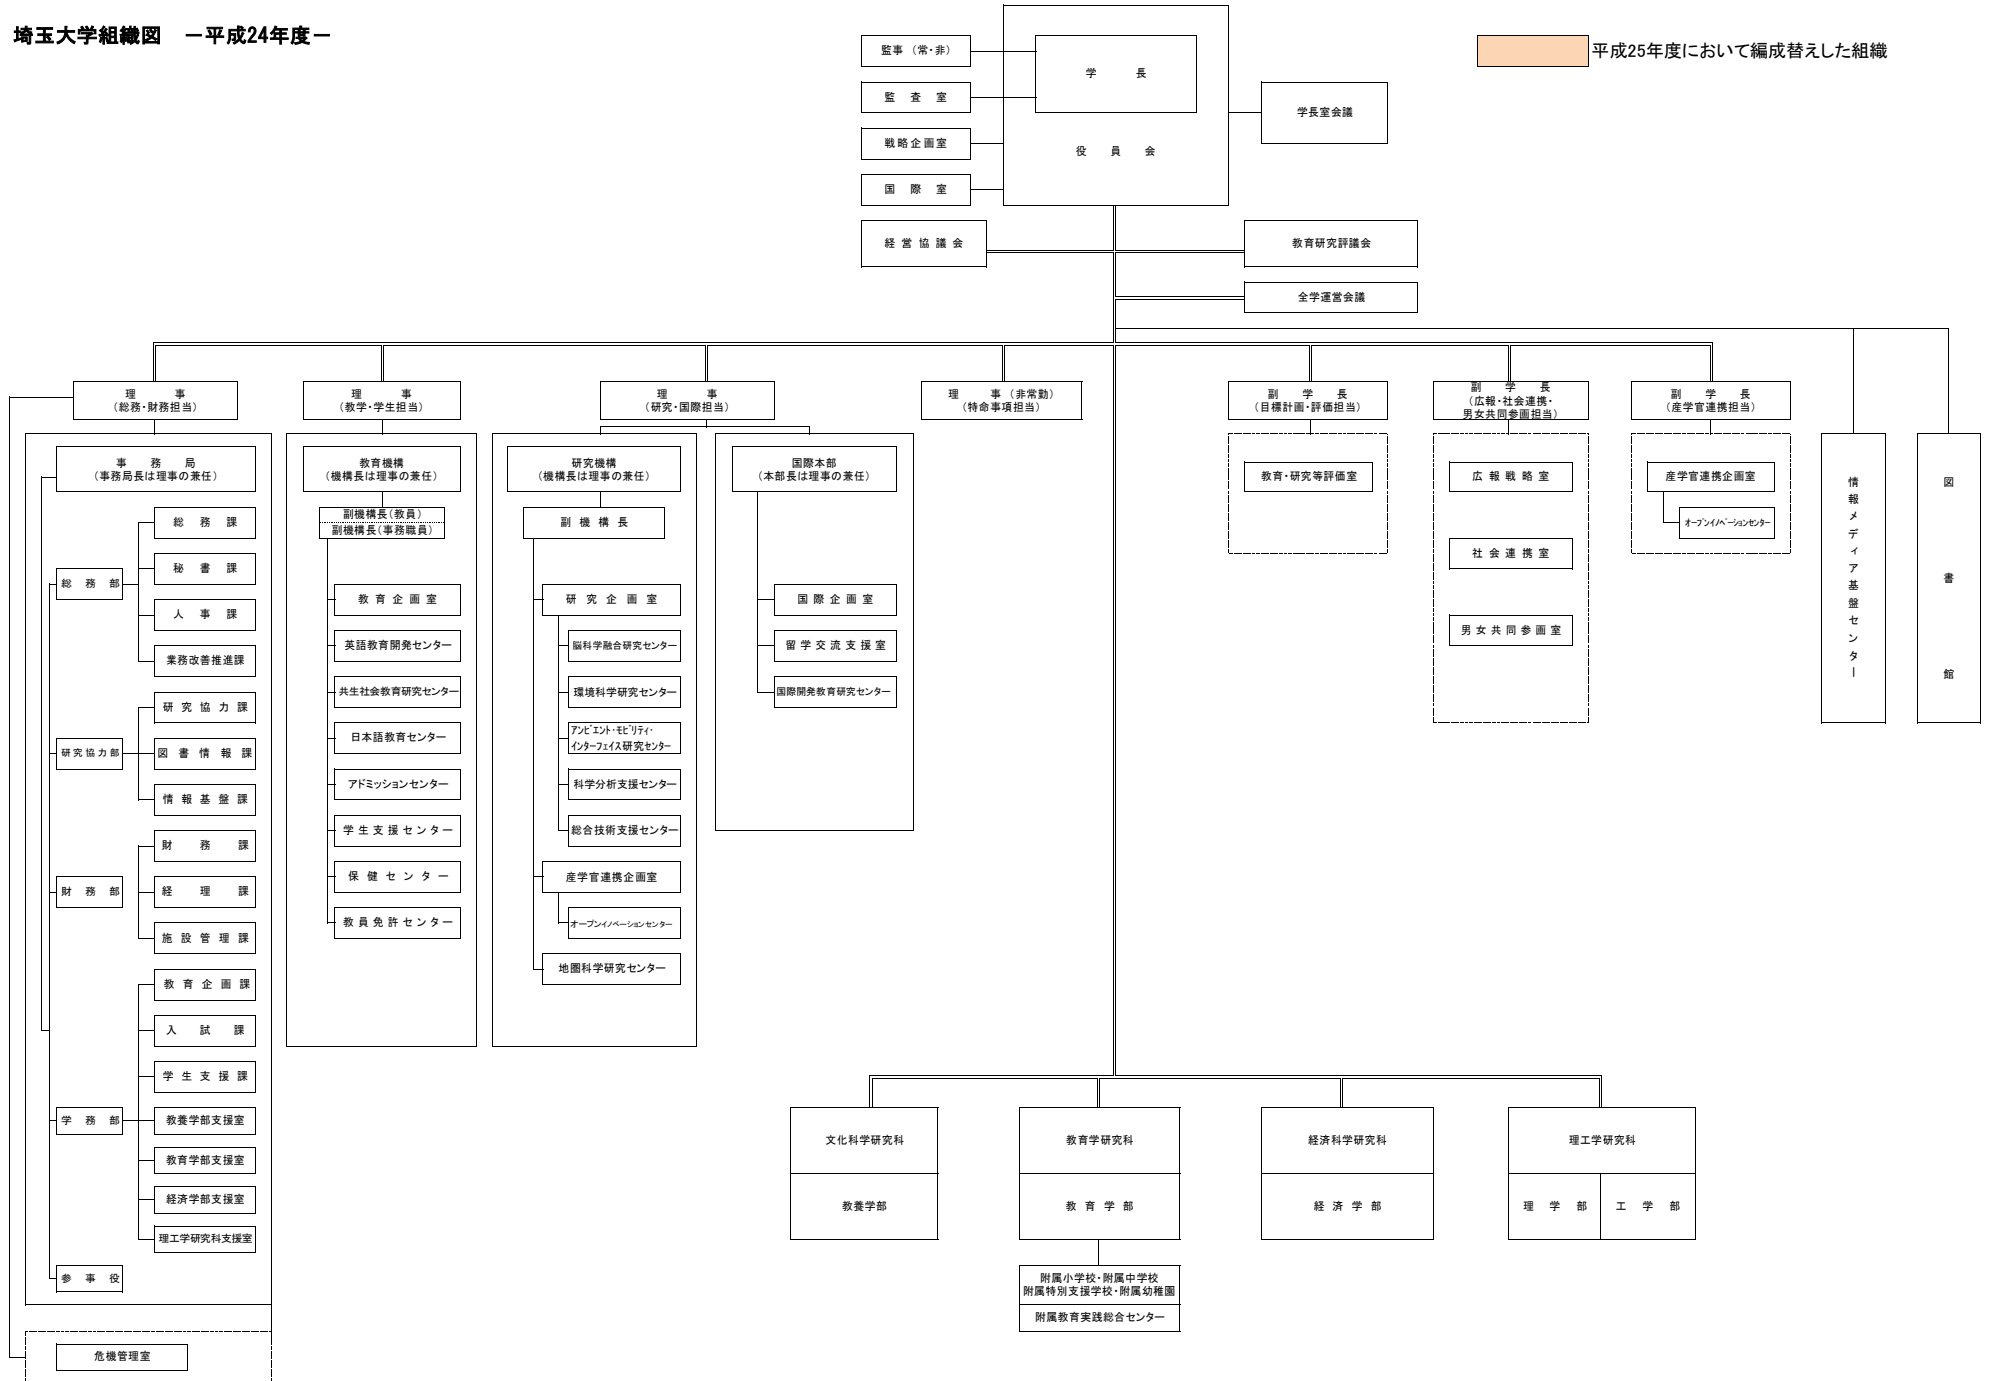 埼玉大学組織図　－平成24年度－
平成25年度において編成替えした組織
監事（常・非）
学　長
監　査　室
学長室会議
戦略企画室
役　員　会
国　際　室
経営協議会
教育研究評議会
全学運営会議
理　事
（総務・財務担当）
理　事
（教学・学生担当）
理　事
（研究・国際担当）
理　事（非常勤）
（特命事項担当）
副　学　長
（目標計画・評価担当）
副　学　長
（広報・社会連携・
男女共同参画担当）
副　学　長
（産学官連携担当）
事　務　局
（事務局長は理事の兼任）
総　務　課
秘　書　課
総　務　部
人　事　課
業務改善推進課
研究協力課
研究協力部
図書情報課
情報基盤課
財　務　課
財　務　部
経　理　課
施設管理課
教育企画課
入　試　課
学生支援課
学　務　部
教養学部支援室
教育学部支援室
経済学部支援室
理工学研究科支援室
参　事　役
危機管理室
教育機構
（機構長は理事の兼任）
副機構長（教員）
副機構長（事務職員）
教育企画室
英語教育開発センター
共生社会教育研究センター
日本語教育センター
アドミッションセンター
学生支援センター
保健センター
教員免許センター
研究機構
（機構長は理事の兼任）
副機構長
研究企画室
脳科学融合研究センター
環境科学研究センター
アンビエント・モビリティ・
インターフェイス研究センター
科学分析支援センター
総合技術支援センター
産学官連携企画室
オープンイノベーションセンター
地圏科学研究センター
国際本部
（本部長は理事の兼任）
国際企画室
留学交流支援室
国際開発教育研究センター
教育・研究等評価室
広報戦略室
社会連携室
男女共同参画室
産学官連携企画室
オープンイノベーションセンター
情報メディア基盤センター
図書館
文化科学研究科
教養学部
教育学研究科
教育学部
附属小学校・附属中学校
附属特別支援学校・附属幼稚園
附属教育実践総合センター
経済科学研究科
経済学部
理工学研究科
理　学　部
工　学　部